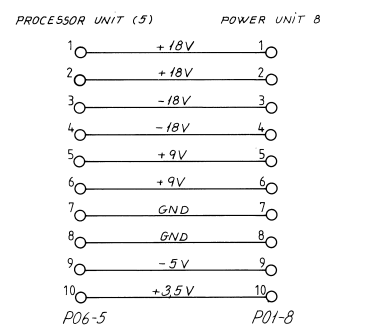 PROCESSOR UNIT (5) POWER UNIT 8
1 +18V 1
2 +18V 2
3 -18V 3
4 -18V 4
5 +9V 5
6 +9V 6
7 GND 7
8 GND 8
9 -5V 9
10 +3,5V 10
P06-5 P01-8